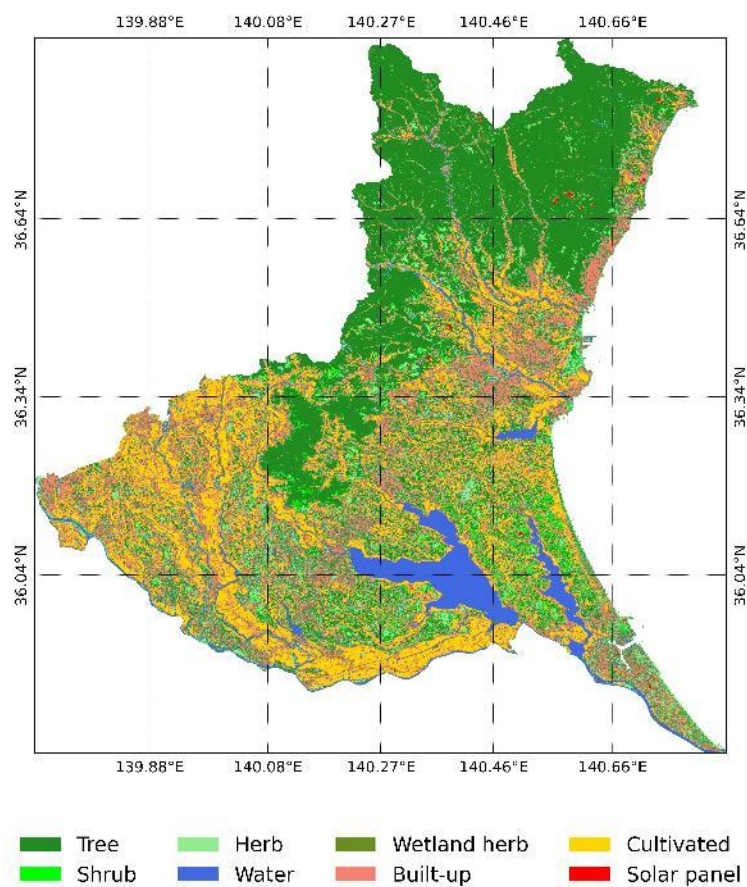 139.88°E 140.08°E 140.27°E 140.46°E 140.66°E
36.64°N 36.64°N
36.34°N 36.34°N
36.04°N 36.04°N
139.88°E 140.08°E 140.27°E 140.46°E 140.66°E
Tree Herb Wetland herb Cultivated
Shrub Water Built-up Solar panel